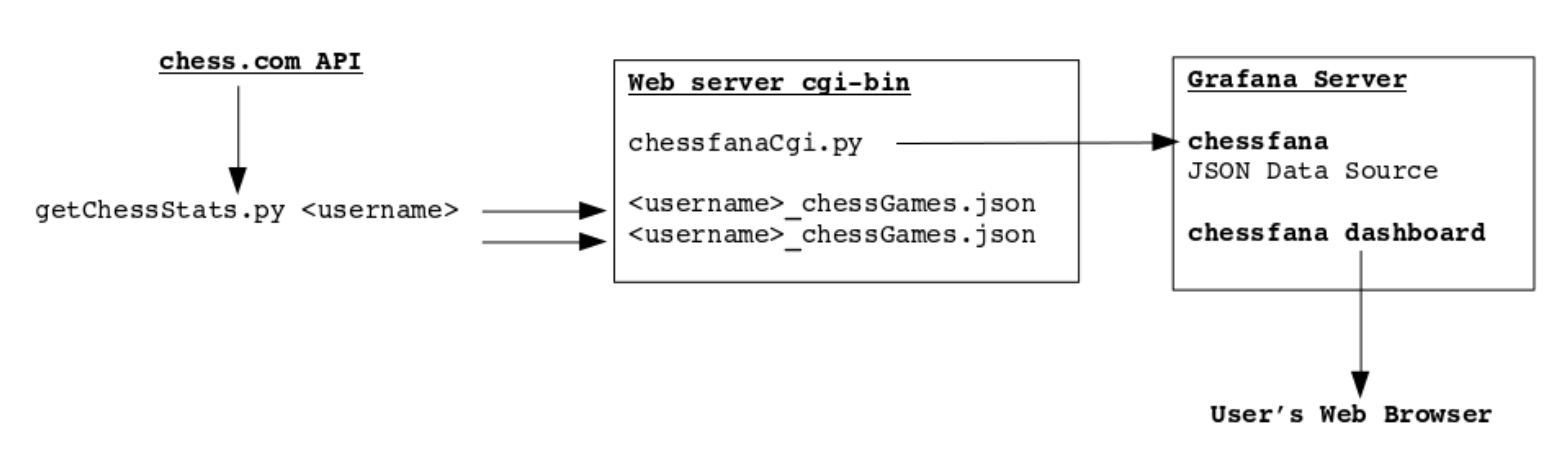 chess.com API
getChessStats.py <username>
Web server cgi-bin
chessfanaCgi.py
<username>_chessGames.json
<username>_chessGames.json
Grafana Server
chessfana
JSON Data Source
chessfana dashboard
User's Web Browser